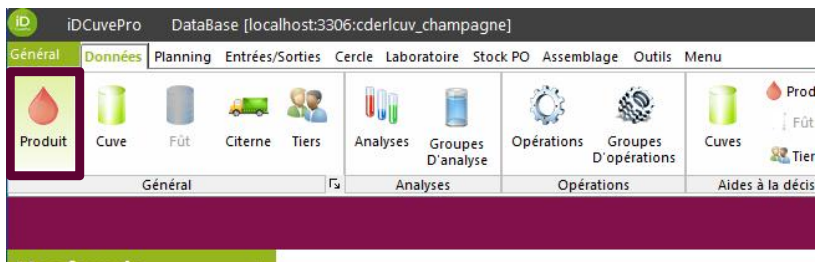 iD iDCuvePro DataBase [localhost:3306:cderlcuv_champagne]
Général Données Planning Entrées/Sorties Cercle Laboratoire Stock PO Assemblage Outils Menu
Produit Cuve Fût Citerne Tiers Analyses Groupes D'analyse Opérations Groupes D'opérations Cuves
Prod
Fût
Tier
Général Analyses Opérations Aides à la décis